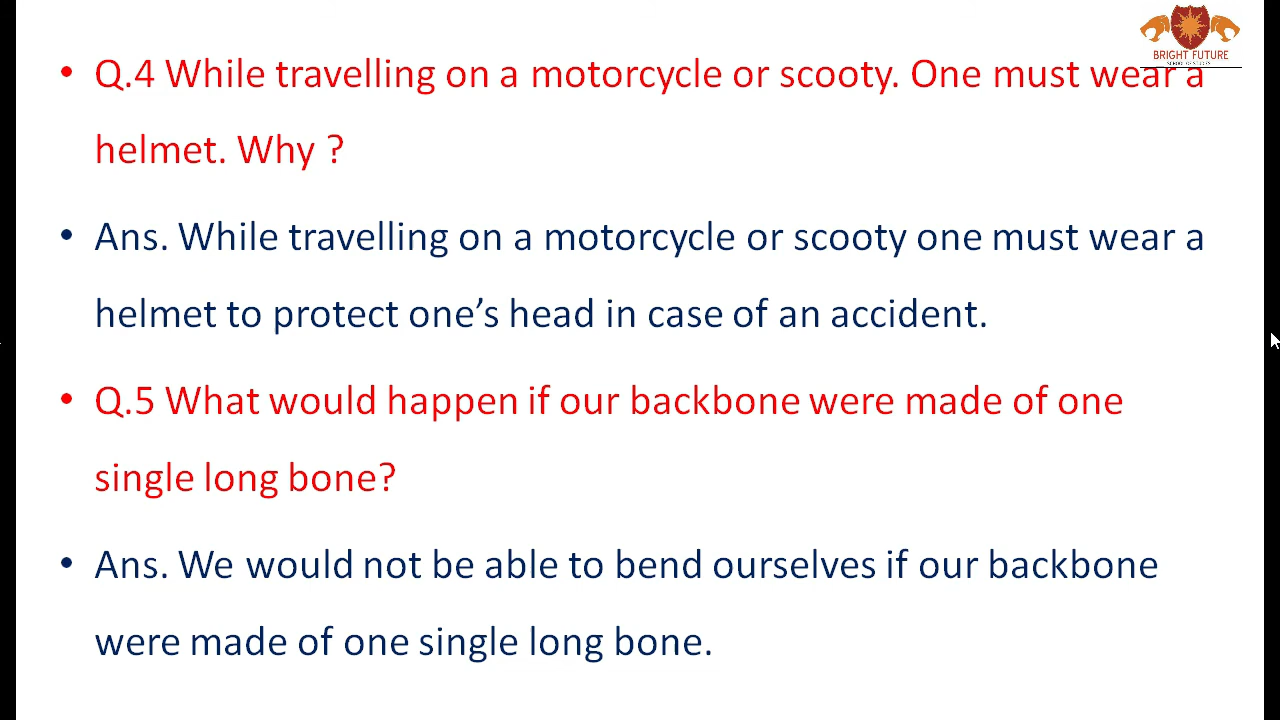 BRIGHT FUTURE
• Q.4 While travelling on a motorcycle or scooty. One must wear a
helmet. Why ?
• Ans. While travelling on a motorcycle or scooty one must wear a
helmet to protect one’s head in case of an accident.
• Q.5 What would happen if our backbone were made of one
single long bone?
• Ans. We would not be able to bend ourselves if our backbone
were made of one single long bone.